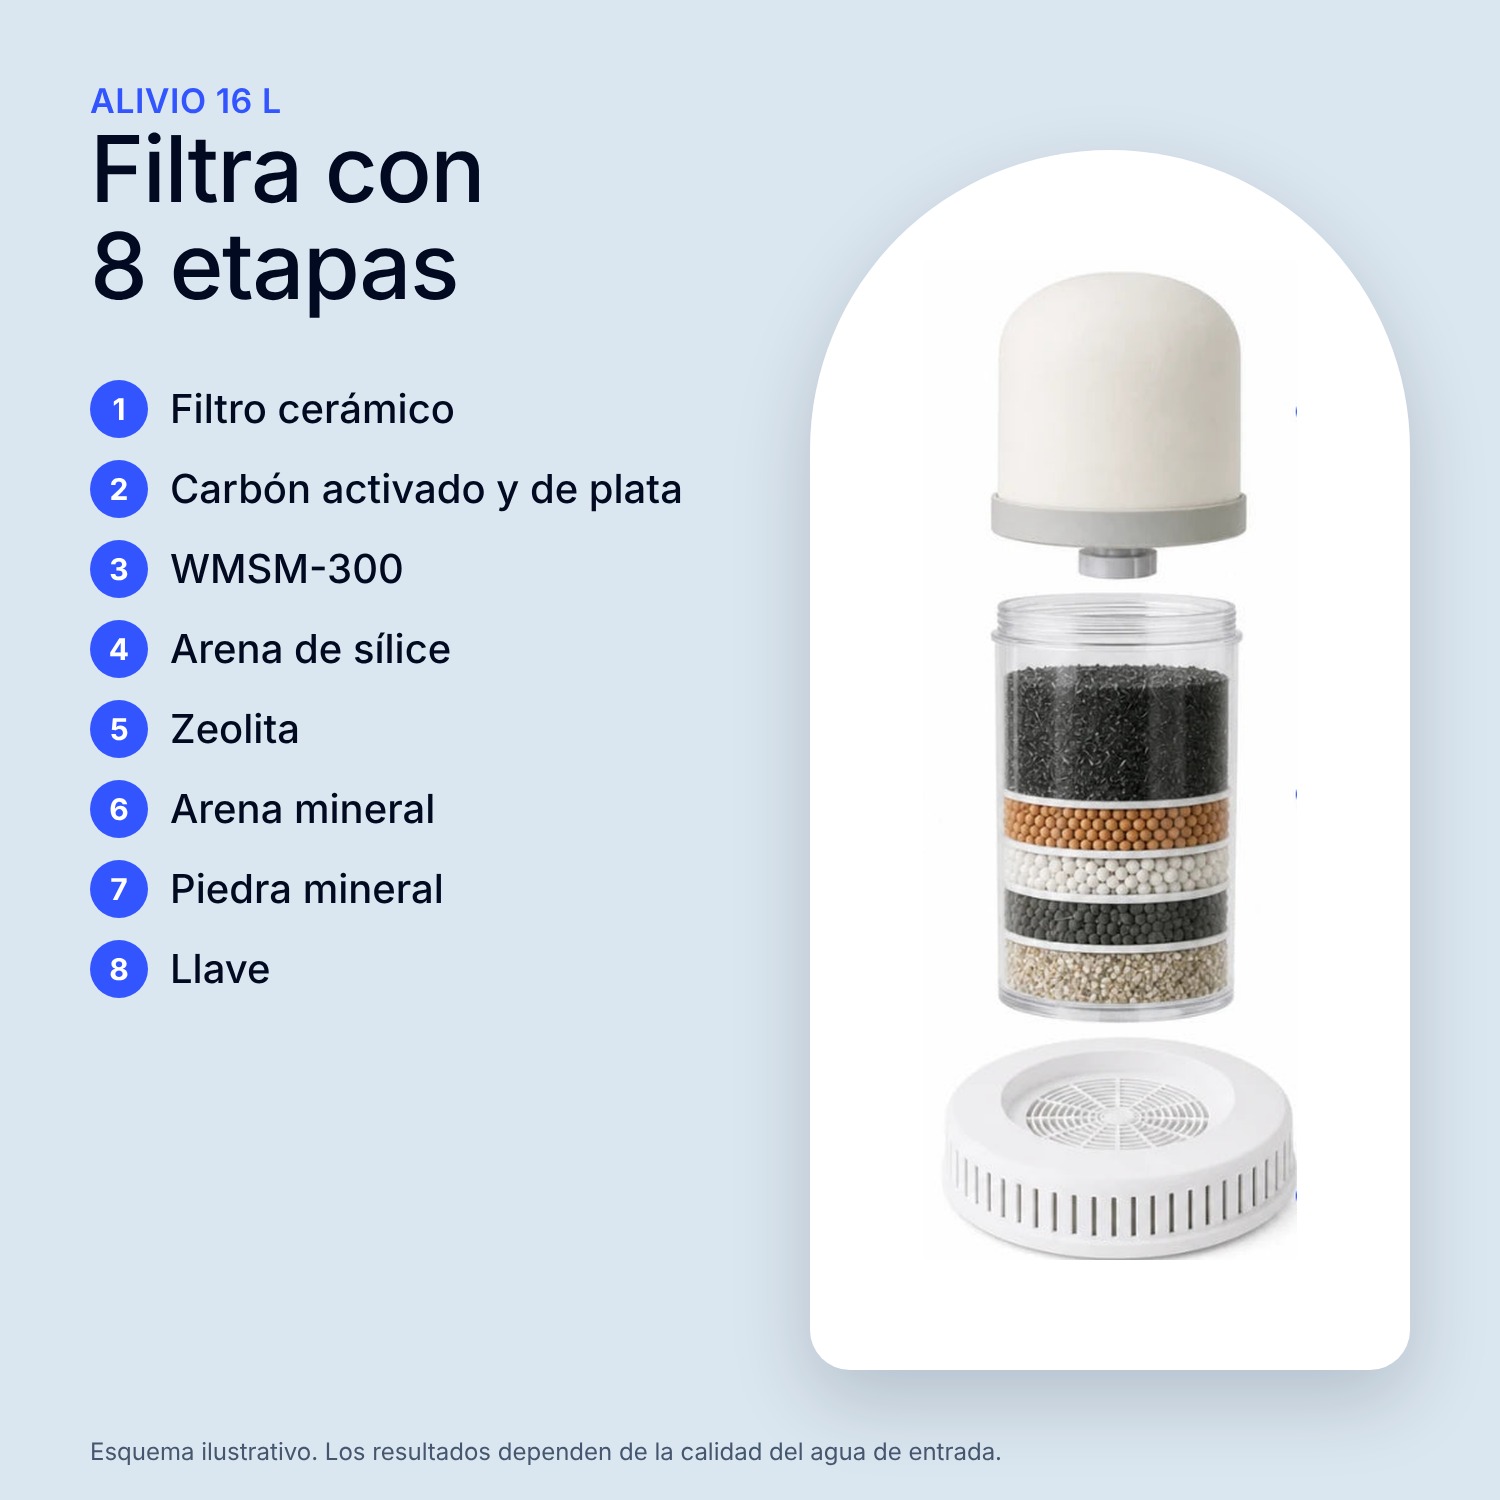 ALIVIO 16 L
Filtra con
8 etapas
1 Filtro cerámico
2 Carbón activado y de plata
3 WMSM-300
4 Arena de sílice
5 Zeolita
6 Arena mineral
7 Piedra mineral
8 Llave
Esquema ilustrativo. Los resultados dependen de la calidad del agua de entrada.